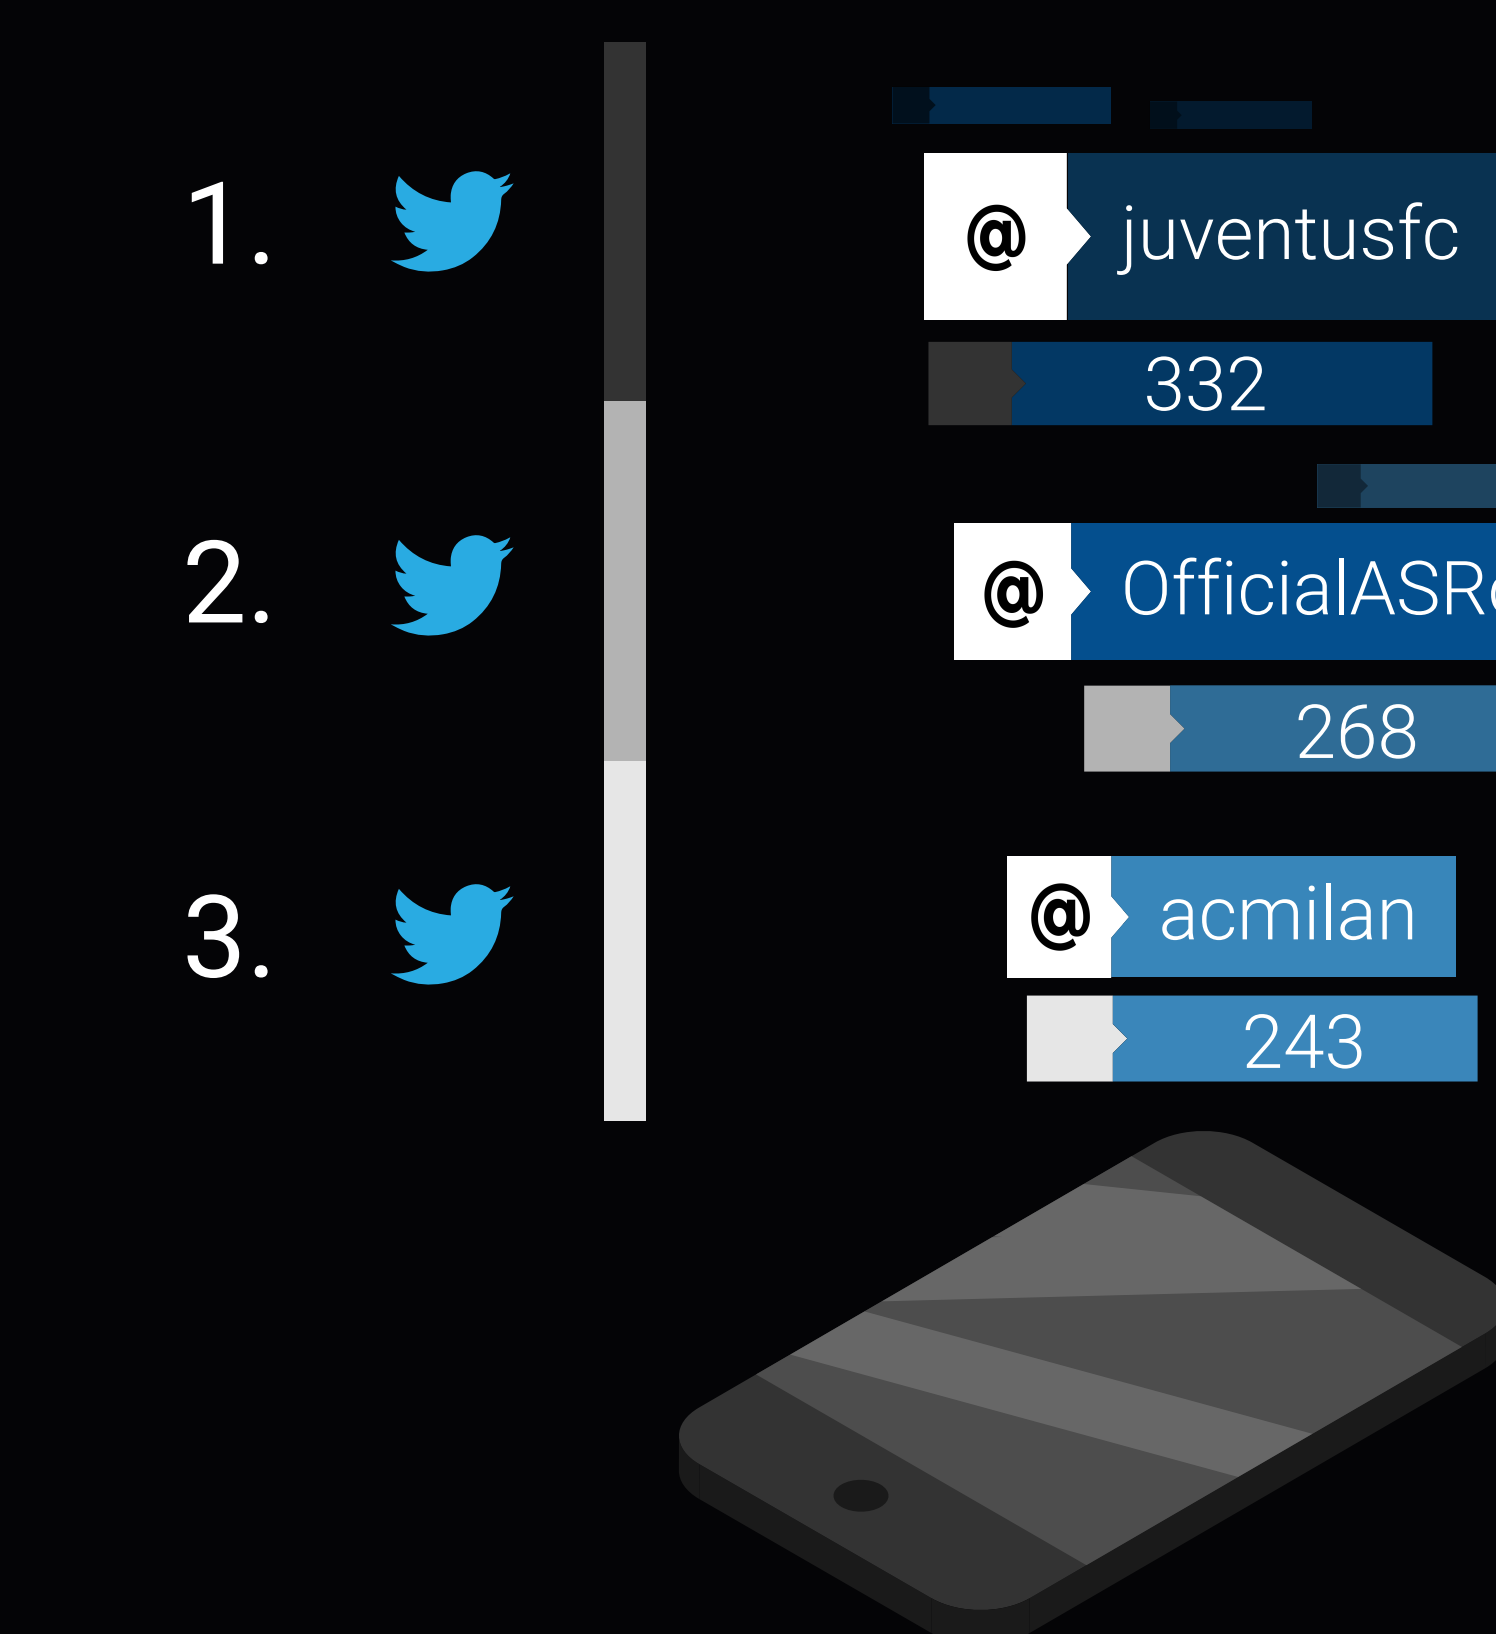 1.
@ juventusfc
332
2.
@ OfficialASR
268
3.
@ acmilan
243